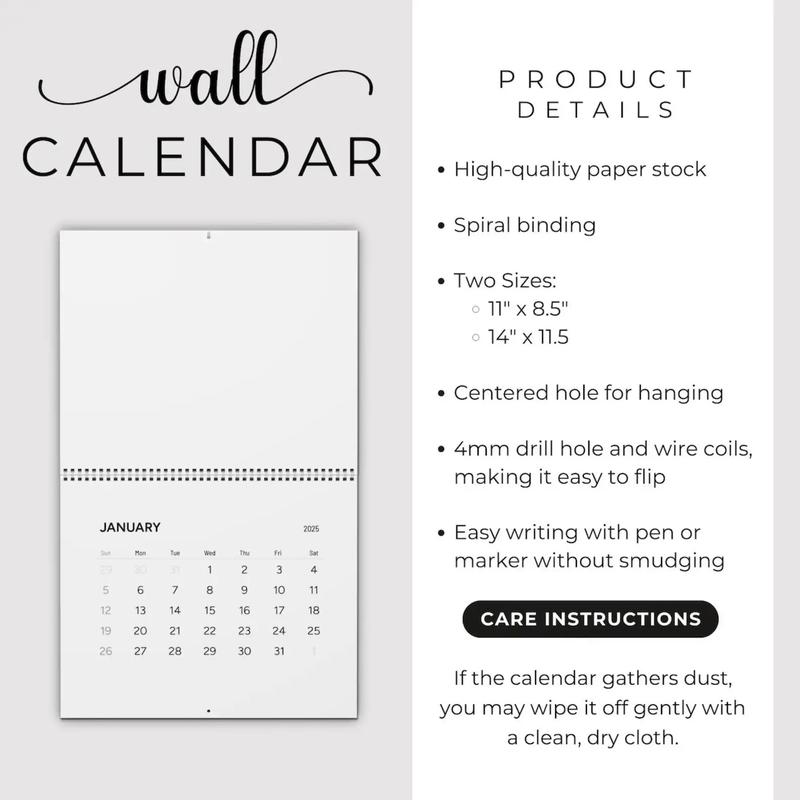 wall
CALENDAR
JANUARY 2025
Sun Mon Tue Wed Thu Fri Sat
29 30 31 1 2 3 4
5 6 7 8 9 10 11
12 13 14 15 16 17 18
19 20 21 22 23 24 25
26 27 28 29 30 31 1
PRODUCT
DETAILS
• High-quality paper stock
• Spiral binding
• Two Sizes:
○ 11" x 8.5"
○ 14" x 11.5
• Centered hole for hanging
• 4mm drill hole and wire coils,
making it easy to flip
• Easy writing with pen or
marker without smudging
CARE INSTRUCTIONS
If the calendar gathers dust,
you may wipe it off gently with
a clean, dry cloth.